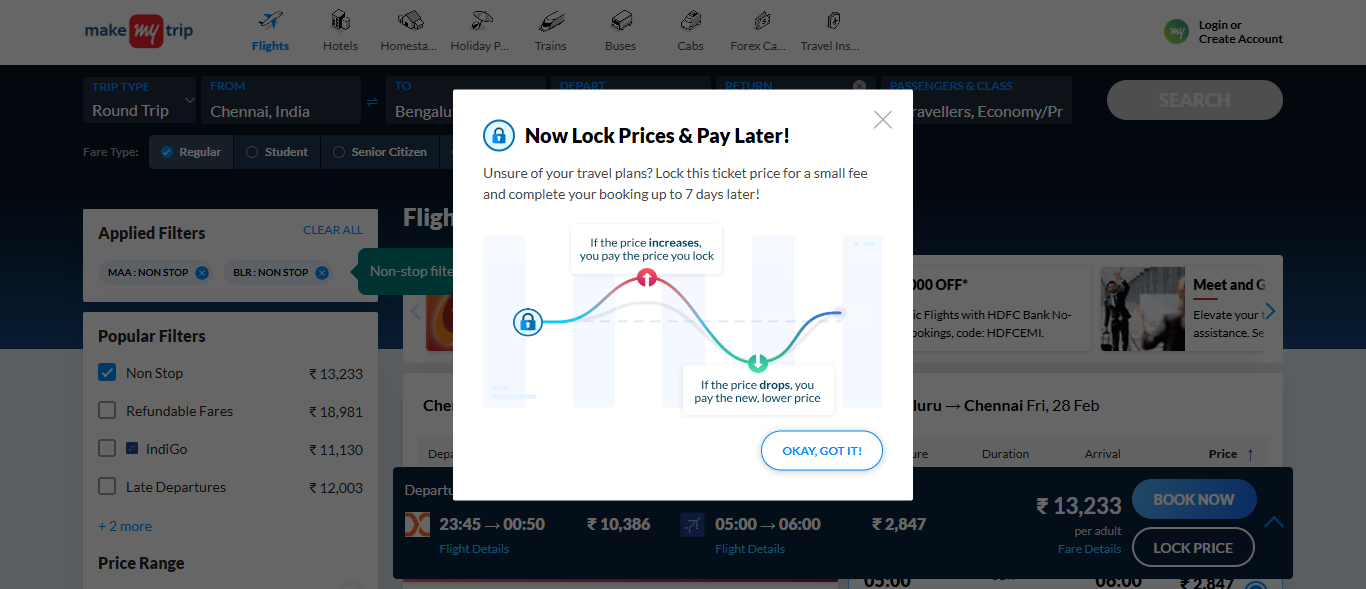 make my trip
Flights
Hotels
Homesta...
Holiday P...
Trains
Buses
Cabs
Forex Ca...
Travel Ins...
Login or
Create Account
TRIP TYPE
Round Trip
FROM
Chennai, India
TO
Bengalu
DEPART
RETURN
PASSENGERS & CLASS
ravellers, Economy/Pr
SEARCH
Fare Type:
Regular
Student
Senior Citizen
Now Lock Prices & Pay Later!
Unsure of your travel plans? Lock this ticket price for a small fee
and complete your booking up to 7 days later!
If the price increases,
you pay the price you lock
If the price drops, you
pay the new, lower price
OKAY, GOT IT!
Applied Filters
CLEAR ALL
MAA : NON STOP
BLR : NON STOP
Non-stop filte
Fligh
Popular Filters
Non Stop
₹ 13,233
Refundable Fares
₹ 18,981
IndiGo
₹ 11,130
Late Departures
₹ 12,003
+ 2 more
Price Range
000 OFF*
ic Flights with HDFC Bank No-
ookings, code: HDFCEMI.
Meet and G
Elevate your t
assistance. Se
Che
luru → Chennai Fri, 28 Feb
Depa
ure
Duration
Arrival
Price ↑
Departu
23:45 → 00:50
₹ 10,386
Flight Details
05:00 → 06:00
₹ 2,847
Flight Details
₹ 13,233
per adult
Fare Details
BOOK NOW
LOCK PRICE
05:00
06:00
₹ 2,847